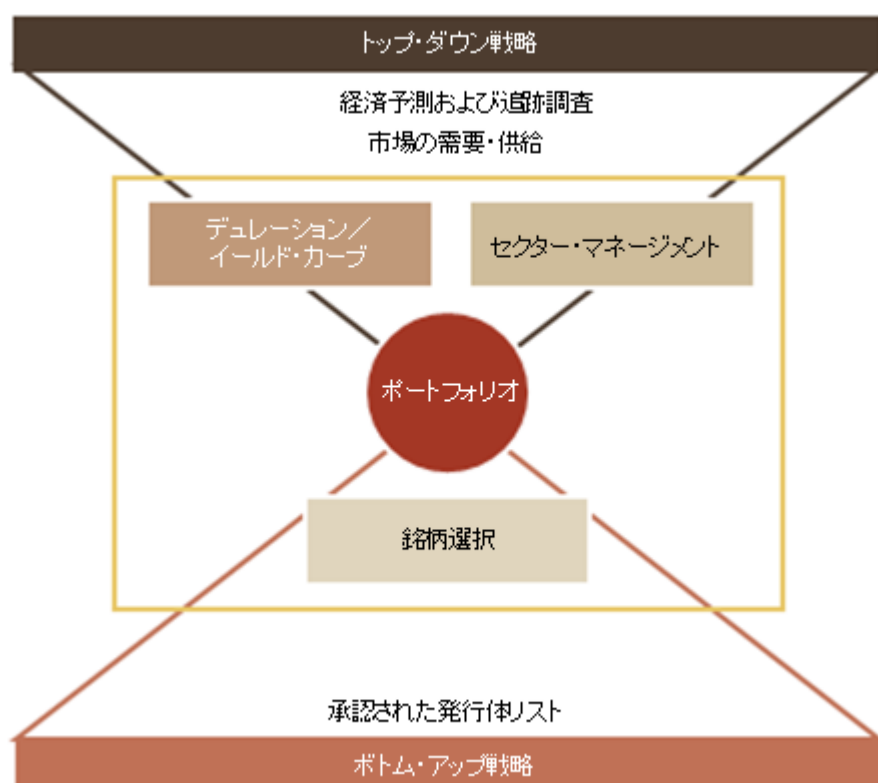 トップ・ダウン戦略
経済予測および追跡調査
市場の需要・供給
デュレーション／
イールド・カーブ
セクター・マネージメント
ポートフォリオ
銘柄選択
承認された発行体リスト
ボトム・アップ戦略